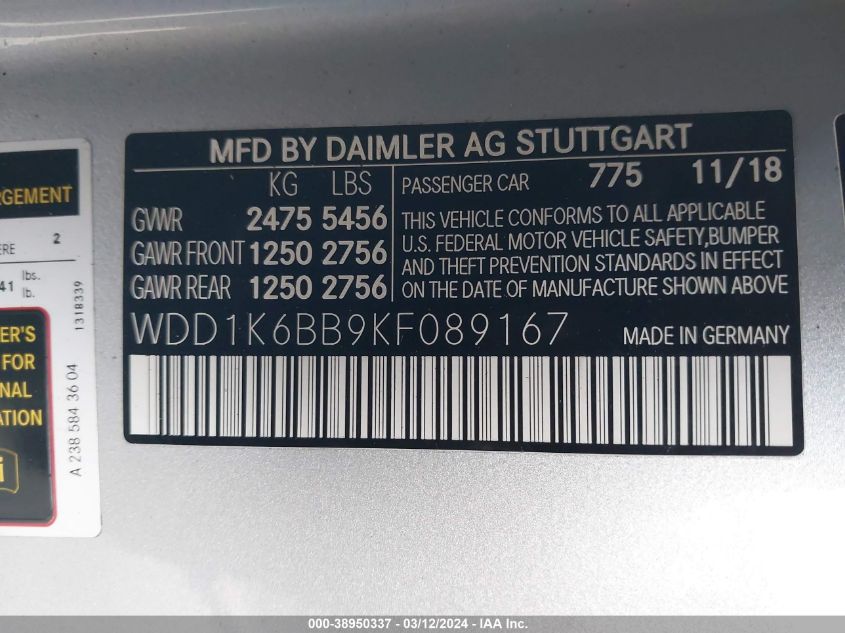 MFD BY DAIMLER AG STUTTGART
KG LBS
GVWR 2475 5456
GAWR FRONT 1250 2756
GAWR REAR 1250 2756
PASSENGER CAR 775 11/18
THIS VEHICLE CONFORMS TO ALL APPLICABLE
U.S. FEDERAL MOTOR VEHICLE SAFETY,BUMPER
AND THEFT PREVENTION STANDARDS IN EFFECT
ON THE DATE OF MANUFACTURE SHOWN ABOVE
WDD1K6BB9KF089167 MADE IN GERMANY
RGEMENT
ERE 2
41 lbs.
lb.
ER'S
FOR
NAL
ATION
i
1318339
A 238 584 36 04
000-38950337 - 03/12/2024 - IAA Inc.